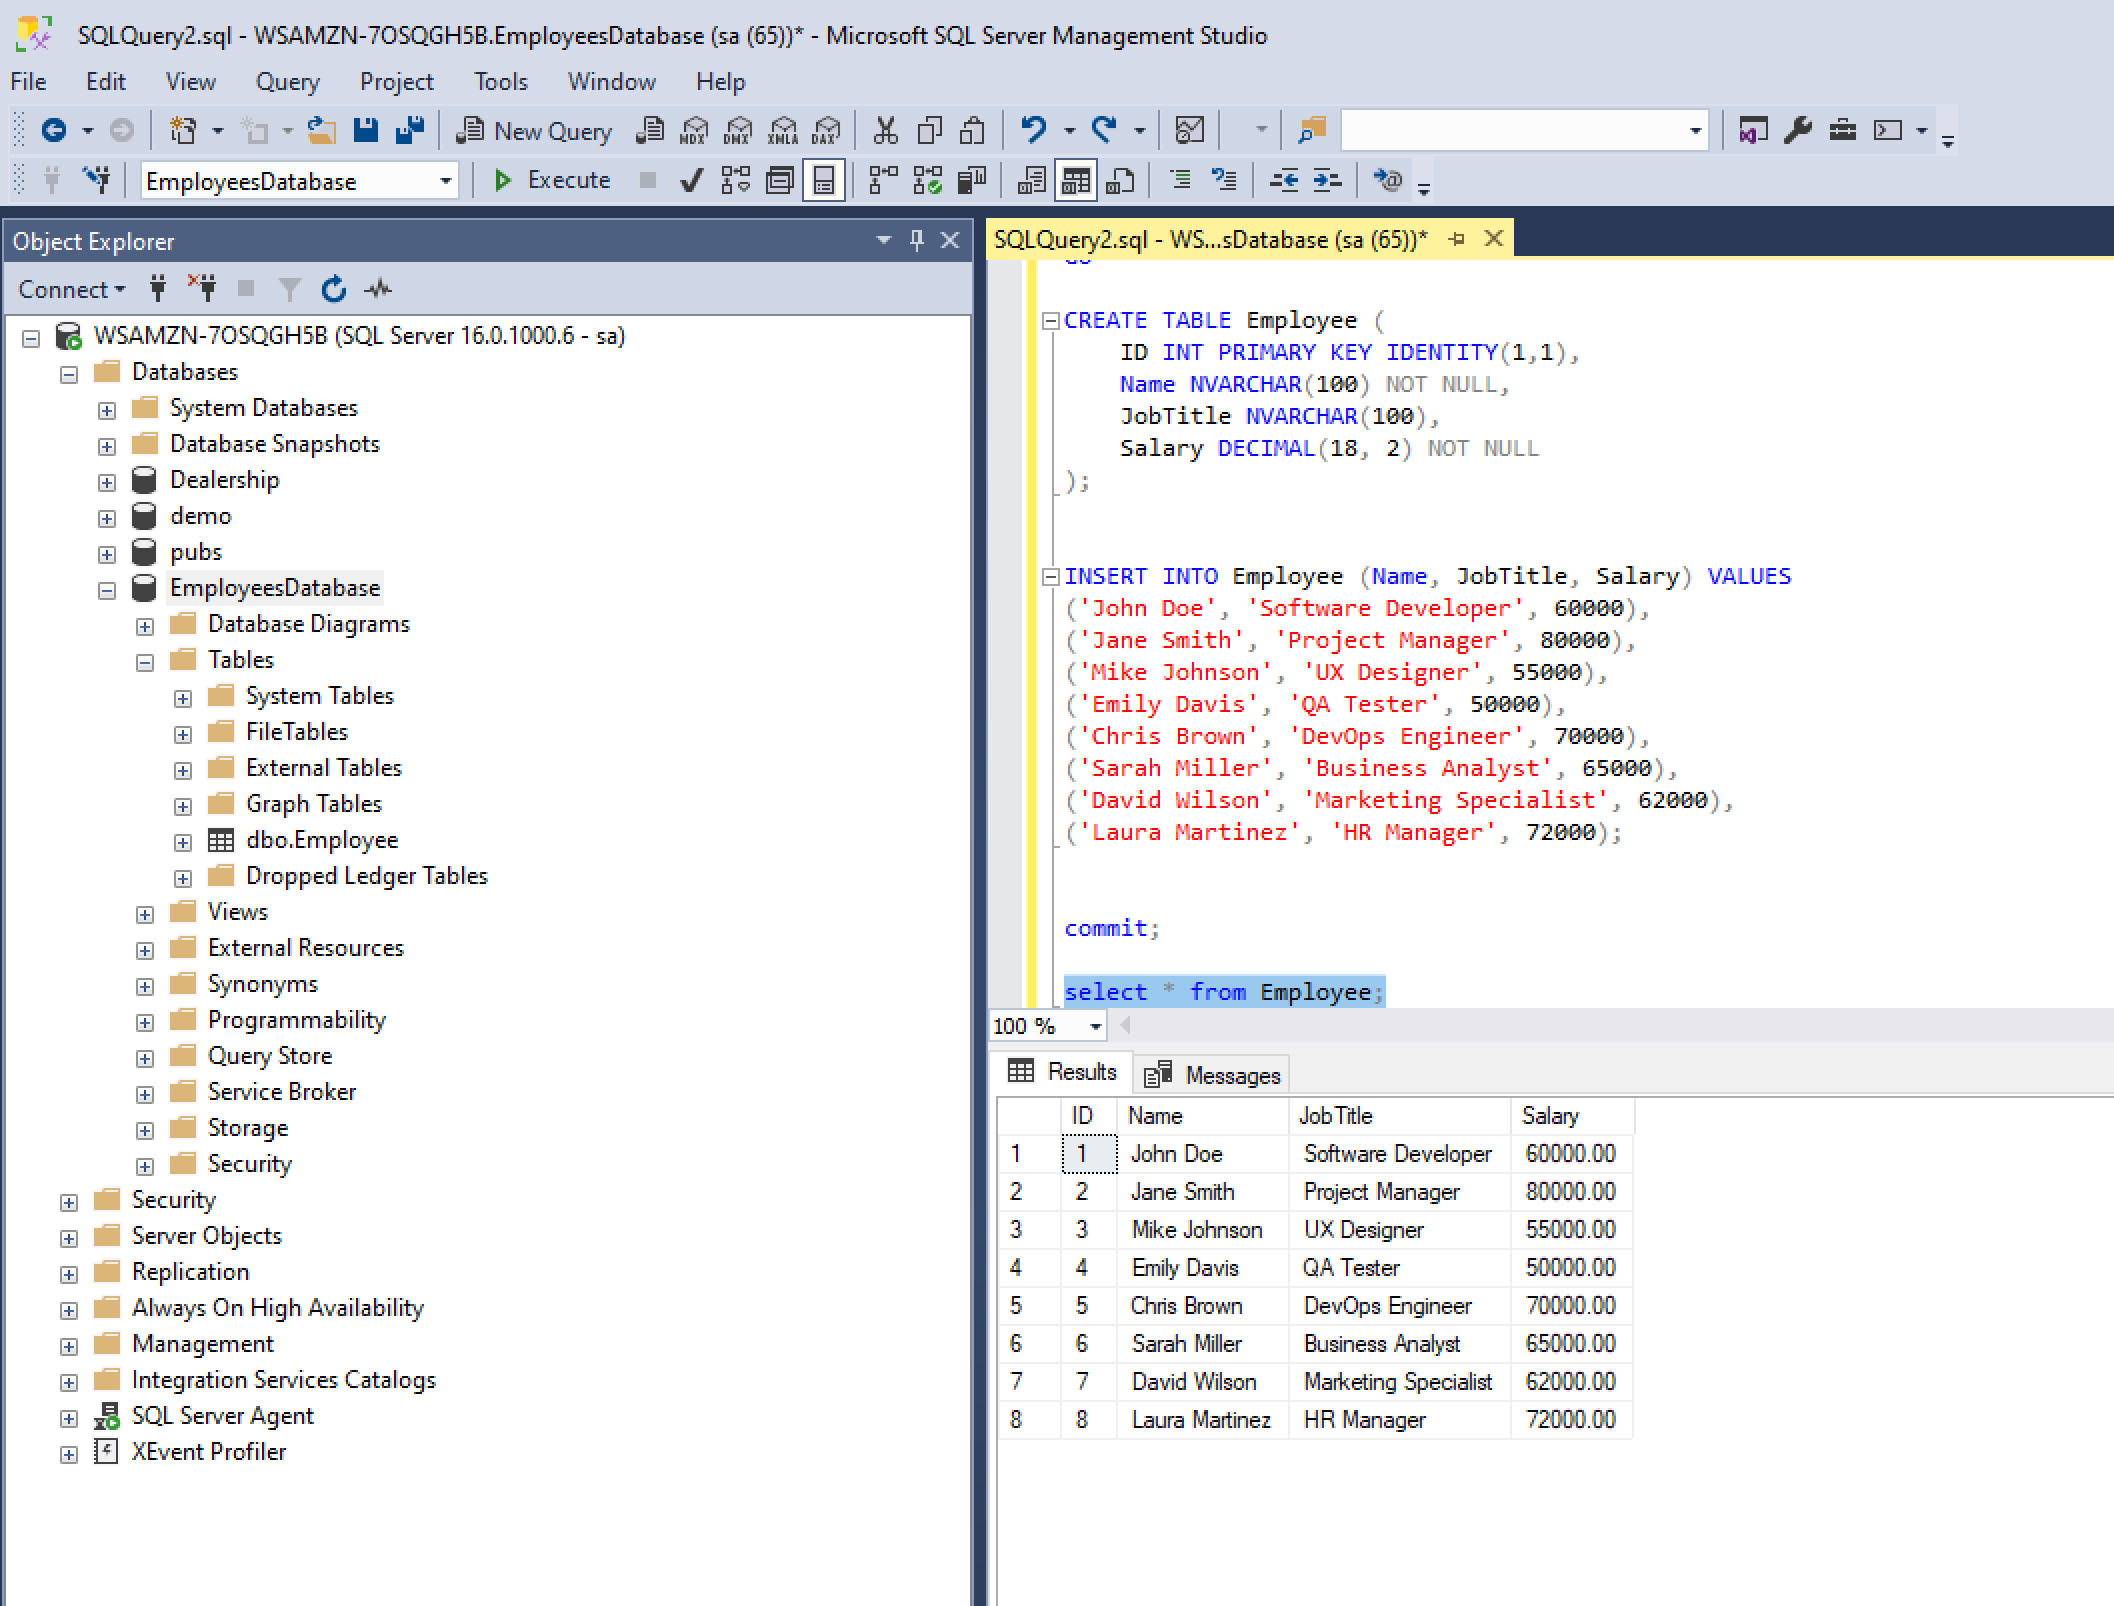 SQLQuery2.sql - WSAMZN-7OSQGH5B.EmployeesDatabase (sa (65))* - Microsoft SQL Server Management Studio
File Edit View Query Project Tools Window Help
New Query MDX DMX XMLA DAX
EmployeesDatabase Execute
Object Explorer
Connect
WSAMZN-7OSQGH5B (SQL Server 16.0.1000.6 - sa)
Databases
System Databases
Database Snapshots
Dealership
demo
pubs
EmployeesDatabase
Database Diagrams
Tables
System Tables
FileTables
External Tables
Graph Tables
dbo.Employee
Dropped Ledger Tables
Views
External Resources
Synonyms
Programmability
Query Store
Service Broker
Storage
Security
Security
Server Objects
Replication
Always On High Availability
Management
Integration Services Catalogs
SQL Server Agent
XEvent Profiler
SQLQuery2.sql - WS...sDatabase (sa (65))*
CREATE TABLE Employee (
ID INT PRIMARY KEY IDENTITY(1,1),
Name NVARCHAR(100) NOT NULL,
JobTitle NVARCHAR(100),
Salary DECIMAL(18, 2) NOT NULL
);
INSERT INTO Employee (Name, JobTitle, Salary) VALUES
('John Doe', 'Software Developer', 60000),
('Jane Smith', 'Project Manager', 80000),
('Mike Johnson', 'UX Designer', 55000),
('Emily Davis', 'QA Tester', 50000),
('Chris Brown', 'DevOps Engineer', 70000),
('Sarah Miller', 'Business Analyst', 65000),
('David Wilson', 'Marketing Specialist', 62000),
('Laura Martinez', 'HR Manager', 72000);
commit;
select * from Employee;
100 %
Results Messages
ID Name JobTitle Salary
1 1 John Doe Software Developer 60000.00
2 2 Jane Smith Project Manager 80000.00
3 3 Mike Johnson UX Designer 55000.00
4 4 Emily Davis QA Tester 50000.00
5 5 Chris Brown DevOps Engineer 70000.00
6 6 Sarah Miller Business Analyst 65000.00
7 7 David Wilson Marketing Specialist 62000.00
8 8 Laura Martinez HR Manager 72000.00